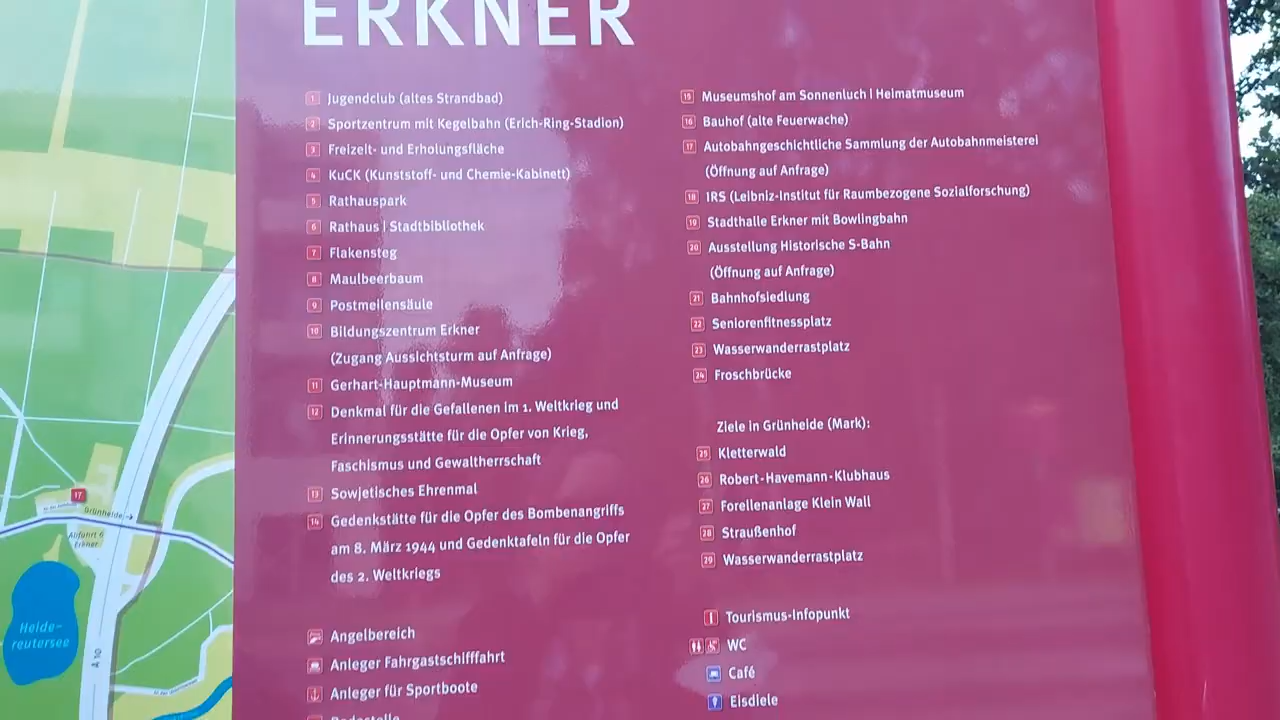 ERKNER
1 Jugendclub (altes Strandbad)
2 Sportzentrum mit Kegelbahn (Erich-Ring-Stadion)
3 Freizeit- und Erholungsfläche
4 KuCK (Kunststoff- und Chemie-Kabinett)
5 Rathauspark
6 Rathaus | Stadtbibliothek
7 Flakensteg
8 Maulbeerbaum
9 Postmeilensäule
10 Bildungszentrum Erkner
(Zugang Aussichtsturm auf Anfrage)
11 Gerhart-Hauptmann-Museum
12 Denkmal für die Gefallenen im 1. Weltkrieg und
Erinnerungsstätte für die Opfer von Krieg,
Faschismus und Gewaltherrschaft
13 Sowjetisches Ehrenmal
14 Gedenkstätte für die Opfer des Bombenangriffs
am 8. März 1944 und Gedenktafeln für die Opfer
des 2. Weltkriegs
Angelbereich
Anleger Fahrgastschifffahrt
Anleger für Sportboote
Badestelle
15 Museumshof am Sonnenluch | Heimatmuseum
16 Bauhof (alte Feuerwache)
17 Autobahngeschichtliche Sammlung der Autobahnmeisterei
(Öffnung auf Anfrage)
18 IRS (Leibniz-Institut für Raumbezogene Sozialforschung)
19 Stadthalle Erkner mit Bowlingbahn
20 Ausstellung Historische S-Bahn
(Öffnung auf Anfrage)
21 Bahnhofsiedlung
22 Seniorenfitnessplatz
23 Wasserwanderrastplatz
24 Froschbrücke
Ziele in Grünheide (Mark):
25 Kletterwald
26 Robert-Havemann-Klubhaus
27 Forellenanlage Klein Wall
28 Straußenhof
29 Wasserwanderrastplatz
Tourismus-Infopunkt
WC
Café
Eisdiele
17
Grünheide
Abfahrt 6
Erkner
Heide-
reutersee
A 10